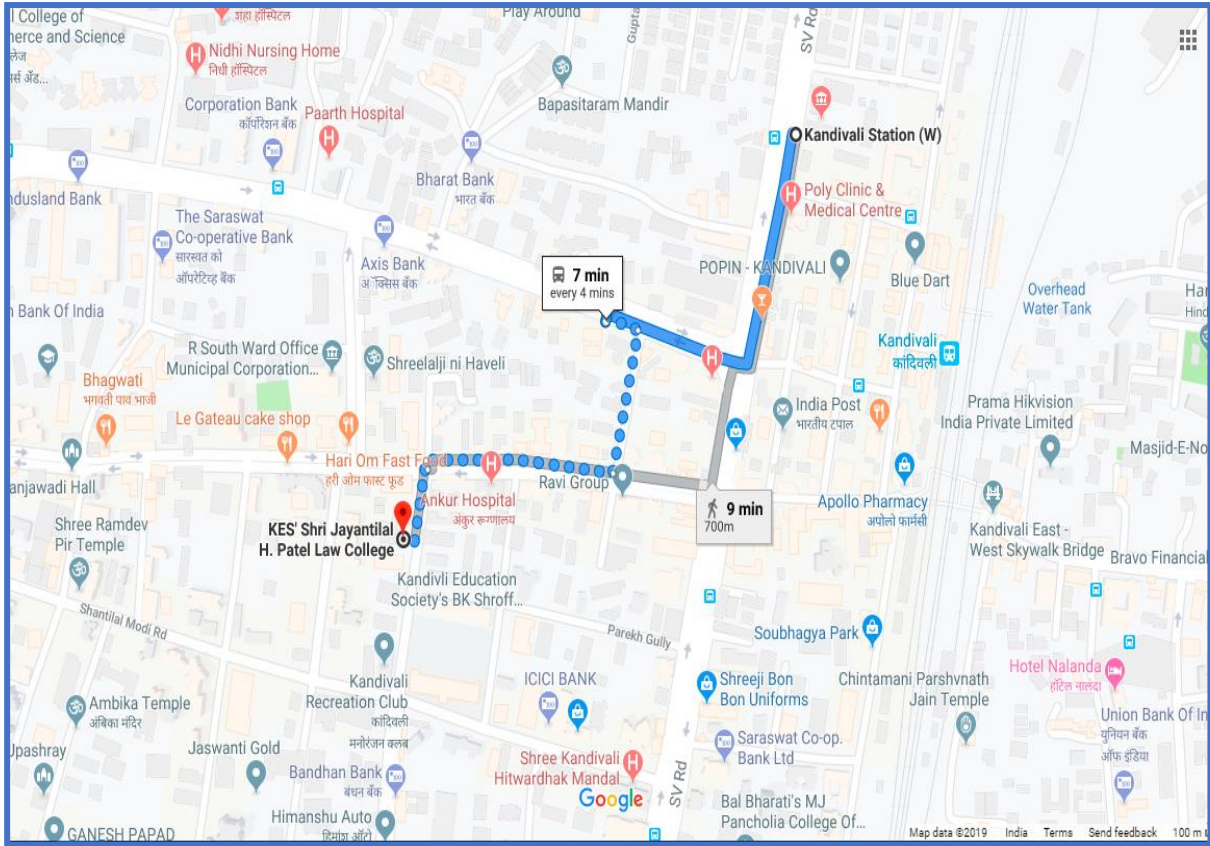 शहा हॉस्पिटल
Play Around
Gupta
SV Rd
l College of
nerce and Science
लेज
र्स अँड...
Nidhi Nursing Home
निधी हॉस्पिटल
Corporation Bank
कॉर्पोरेशन बँक
Paarth Hospital
Bapasitaram Mandir
Kandivali Station (W)
Bharat Bank
भारत बँक
ndusland Bank
Poly Clinic &
Medical Centre
The Saraswat
Co-operative Bank
सारस्वत को
ऑपरेटिव्ह बँक
Axis Bank
अ‍ॅक्सिस बँक
7 min
every 4 mins
POPIN - KANDIVALI
Blue Dart
Overhead
Water Tank
Har
Hind
n Bank Of India
R South Ward Office
Municipal Corporation...
Shreelalji ni Haveli
Kandivali
कांदिवली
Bhagwati
भगवती पाव भाजी
Le Gateau cake shop
India Post
भारतीय टपाल
Prama Hikvision
India Private Limited
Masjid-E-No
Hari Om Fast Food
हरी ओम फास्ट फूड
anjawadi Hall
Ankur Hospital
अंकुर रूग्णालय
Ravi Group
9 min
700m
Apollo Pharmacy
अपोलो फार्मसी
Shree Ramdev
Pir Temple
KES' Shri Jayantilal
H. Patel Law College
Kandivali East -
West Skywalk Bridge
Bravo Financial
Kandivli Education
Society's BK Shroff...
Shantilal Modi Rd
Parekh Gully
Soubhagya Park
Kandivali
Recreation Club
कांदिवली
मनोरंजन क्लब
ICICI BANK
Shreeji Bon
Bon Uniforms
Chintamani Parshvnath
Jain Temple
Hotel Nalanda
हॉटेल नालंदा
Ambika Temple
अंबिका मंदिर
Union Bank Of In
युनियन बँक
ऑफ इंडिया
Upashray
Jaswanti Gold
Saraswat Co-op.
Bank Ltd
Bandhan Bank
बंधन बँक
Shree Kandivali
Hitwardhak Mandal
Google
SV Rd
Himanshu Auto
हिमांशु ऑटो
Bal Bharati's MJ
Pancholia College Of...
GANESH PAPAD
Map data ©2019 India Terms Send feedback 100 m